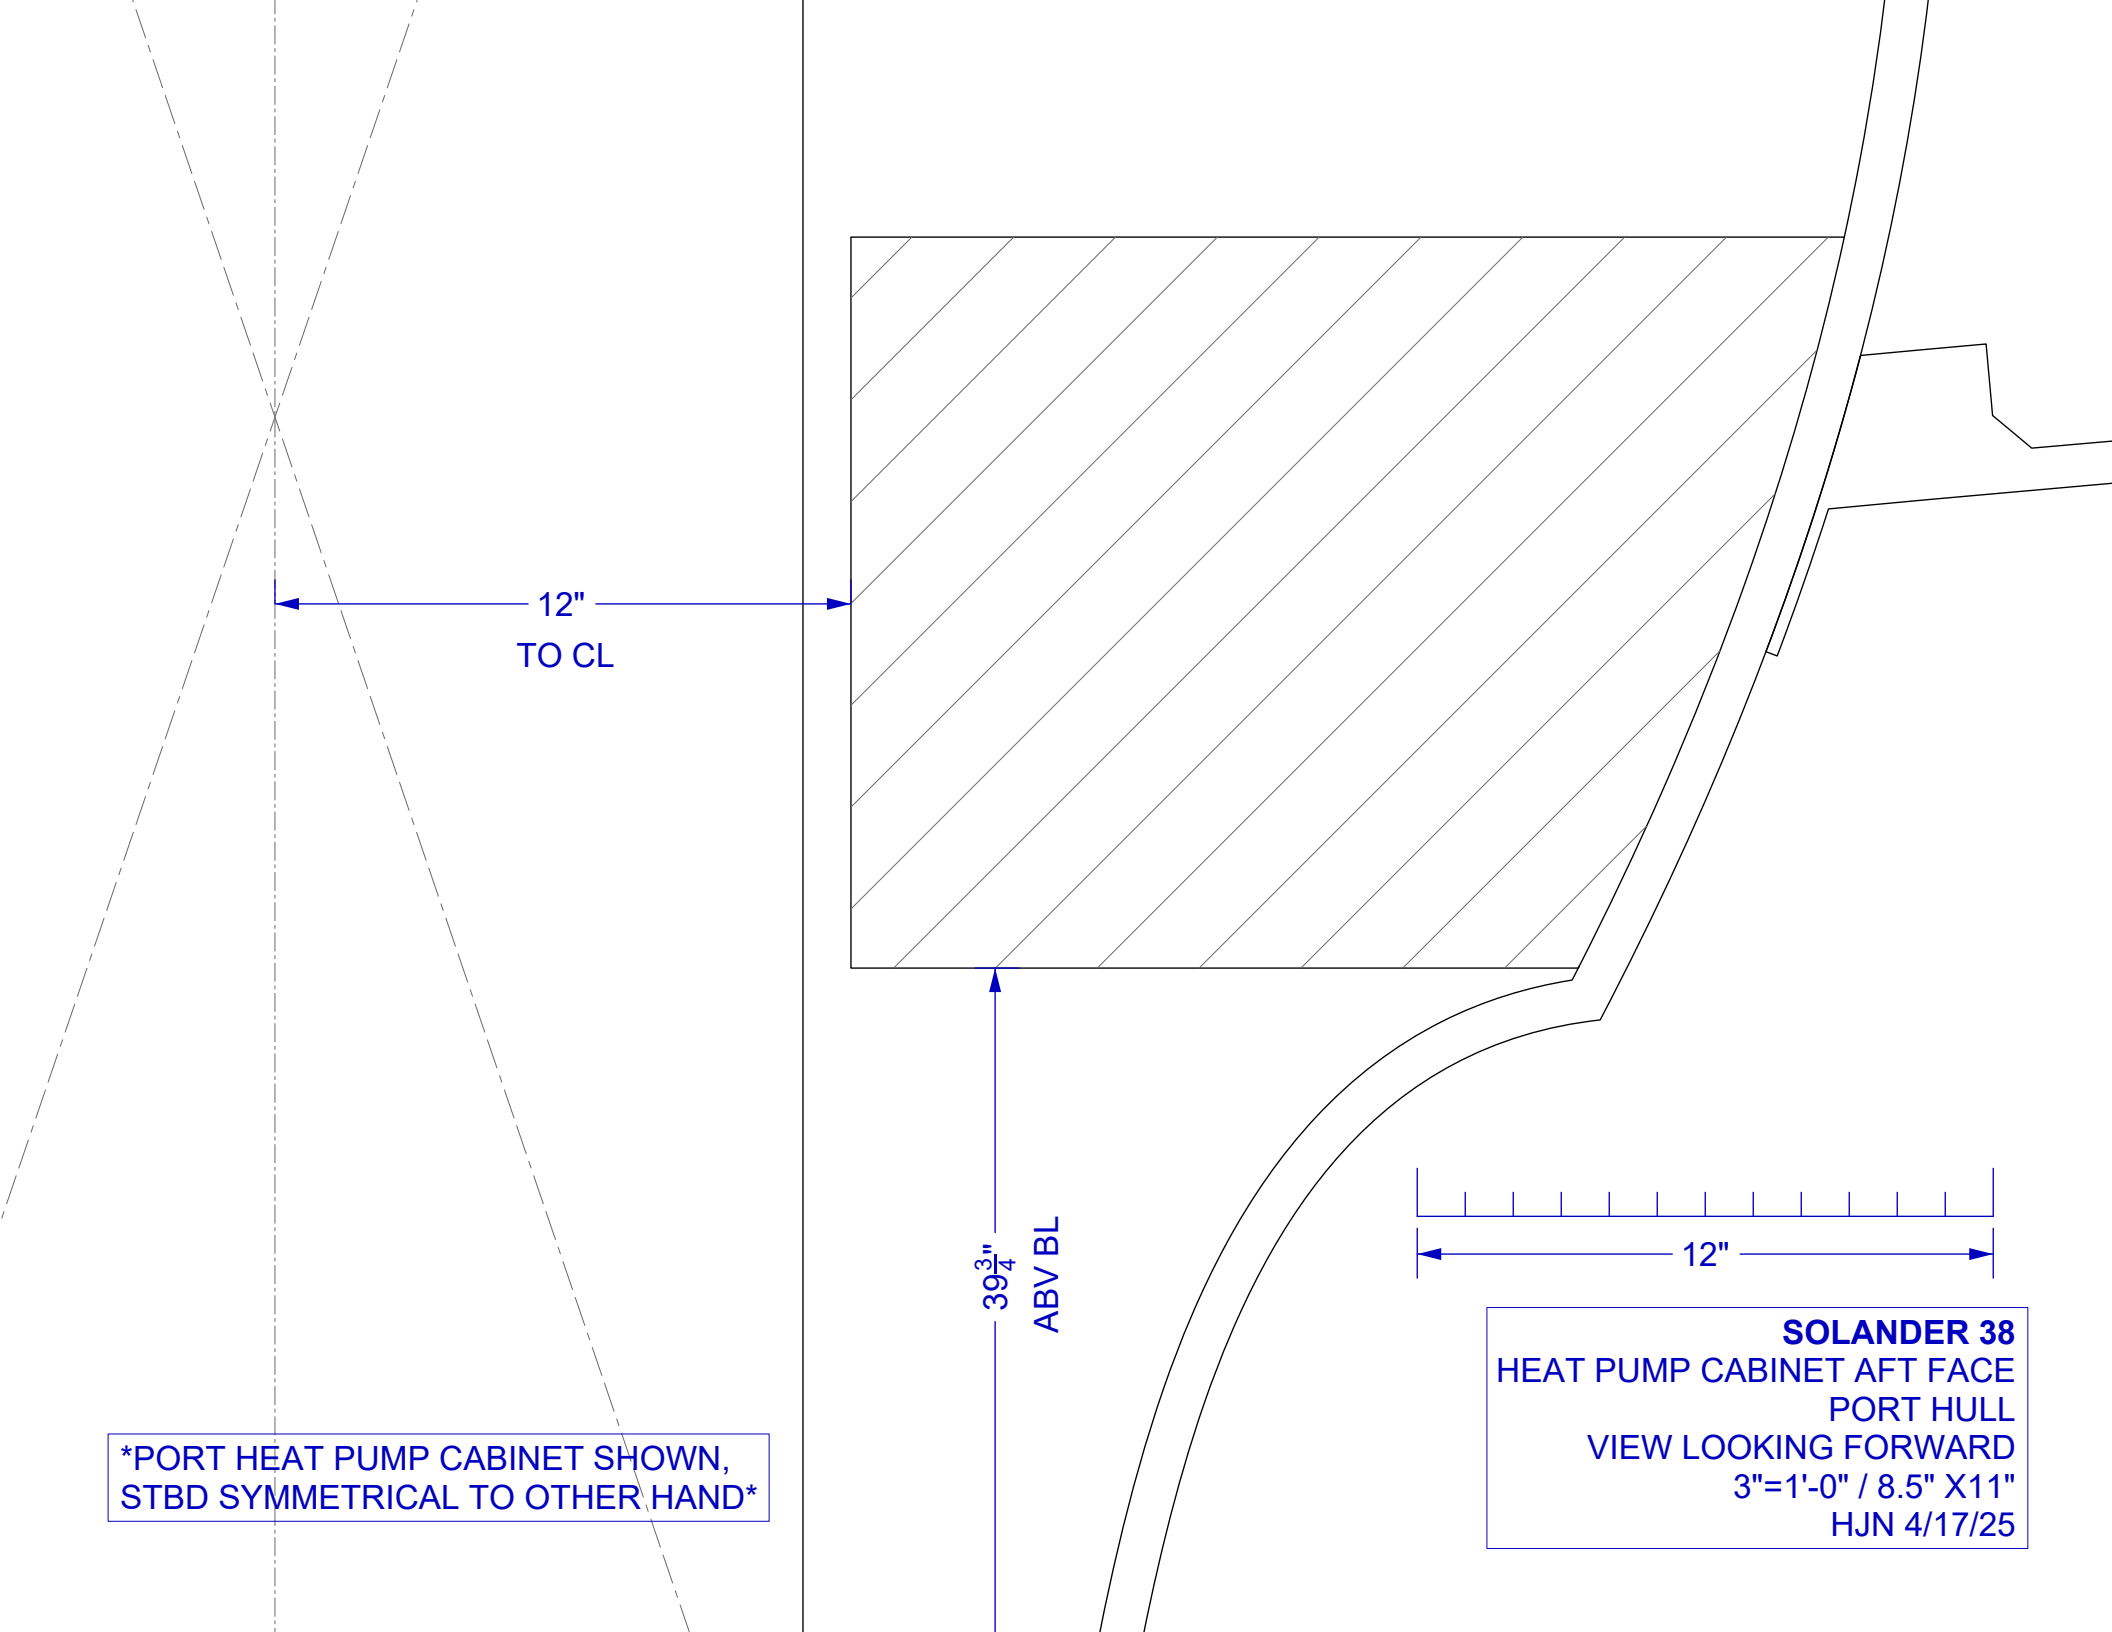 12"
TO CL
39 3/4"
ABV BL
12"
SOLANDER 38
HEAT PUMP CABINET AFT FACE
PORT HULL
VIEW LOOKING FORWARD
3"=1'-0" / 8.5" X11"
HJN 4/17/25
*PORT HEAT PUMP CABINET SHOWN,
STBD SYMMETRICAL TO OTHER HAND*